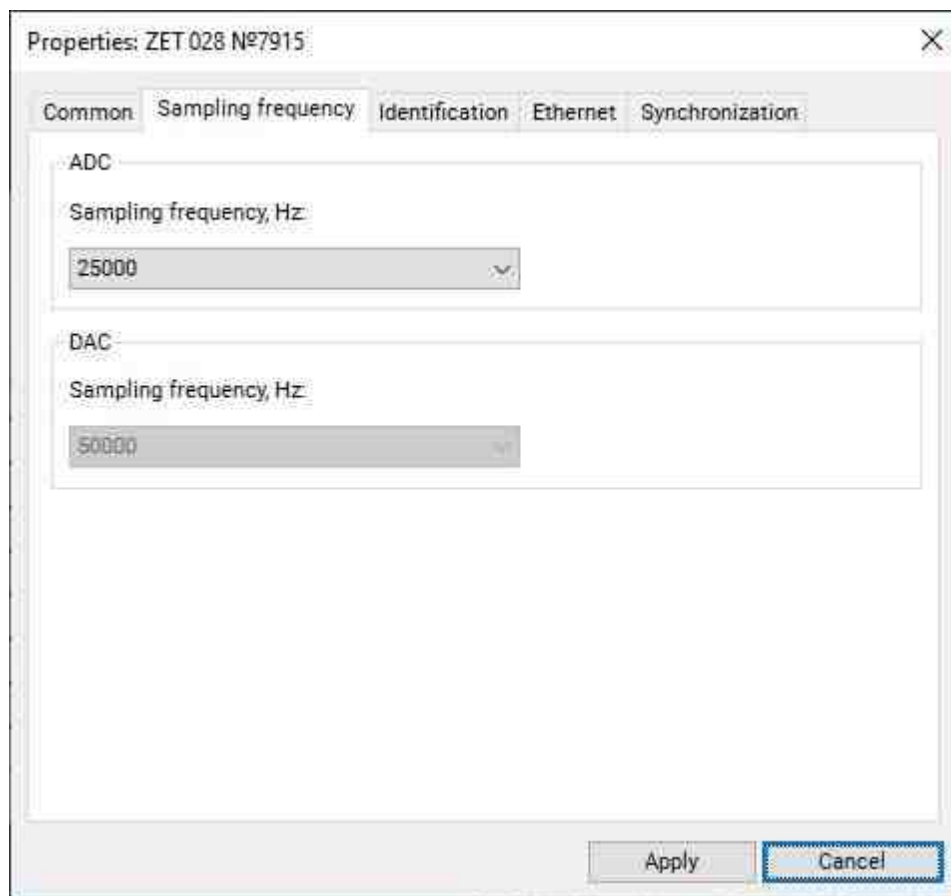 Properties: ZET 028 №7915
Common Sampling frequency Identification Ethernet Synchronization
ADC
Sampling frequency, Hz:
25000
DAC
Sampling frequency, Hz:
50000
Apply Cancel